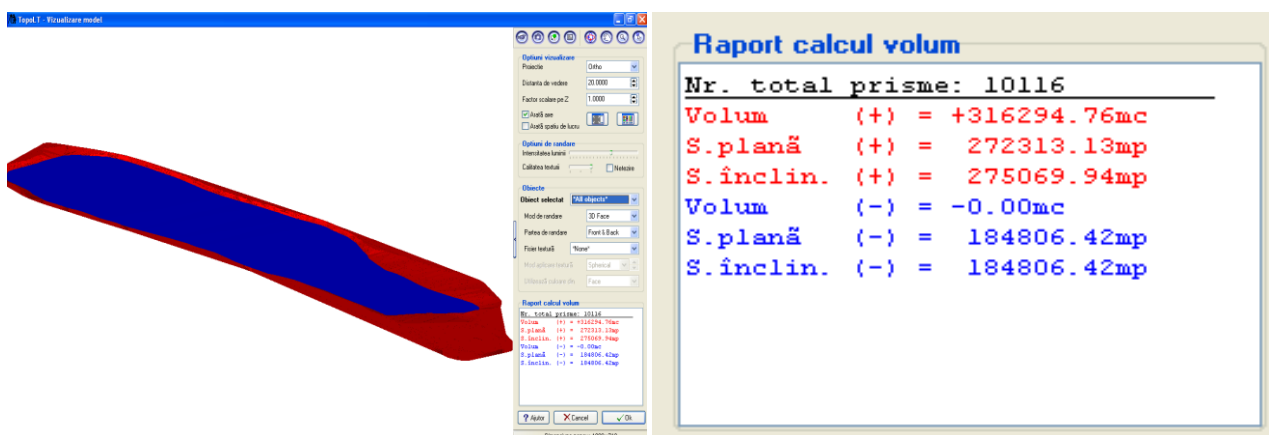 TopoLT - Vizualizare model
Optiuni vizualizare
Proiectie Ortho
Distanta de vedere 20.0000
Factor scalare pe Z 1.0000
Arată axe
Arată spatiu de lucru
Optiuni de randare
Intensitatea luminii
Calitatea texturii Netezire
Obiecte
Obiect selectat *All objects*
Mod de randare 3D Face
Partea de randare Front & Back
Fisier textură *None*
Mod aplicare textură Spherical
Utilizează culoare din Face
Raport calcul volum
Nr. total prisme: 10116
Volum (+) = +316294.76mc
S.plană (+) = 272313.13mp
S.înclin. (+) = 275069.94mp
Volum (-) = -0.00mc
S.plană (-) = 184806.42mp
S.înclin. (-) = 184806.42mp
? Ajutor Cancel Ok
Raport calcul volum
Nr. total prisme: 10116
Volum (+) = +316294.76mc
S.plană (+) = 272313.13mp
S.înclin. (+) = 275069.94mp
Volum (-) = -0.00mc
S.plană (-) = 184806.42mp
S.înclin. (-) = 184806.42mp